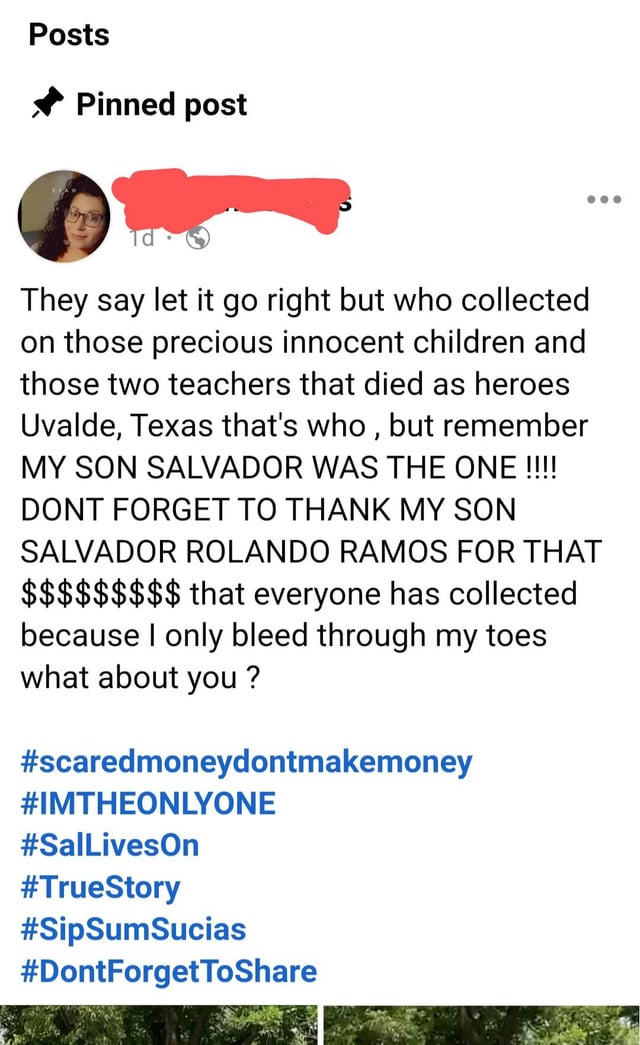 Posts
Pinned post
CIAO
s
1d ·
They say let it go right but who collected
on those precious innocent children and
those two teachers that died as heroes
Uvalde, Texas that's who , but remember
MY SON SALVADOR WAS THE ONE !!!!
DONT FORGET TO THANK MY SON
SALVADOR ROLANDO RAMOS FOR THAT
$$$$$$$$$ that everyone has collected
because I only bleed through my toes
what about you ?
#scaredmoneydontmakemoney
#IMTHEONLYONE
#SalLivesOn
#TrueStory
#SipSumSucias
#DontForgetToShare